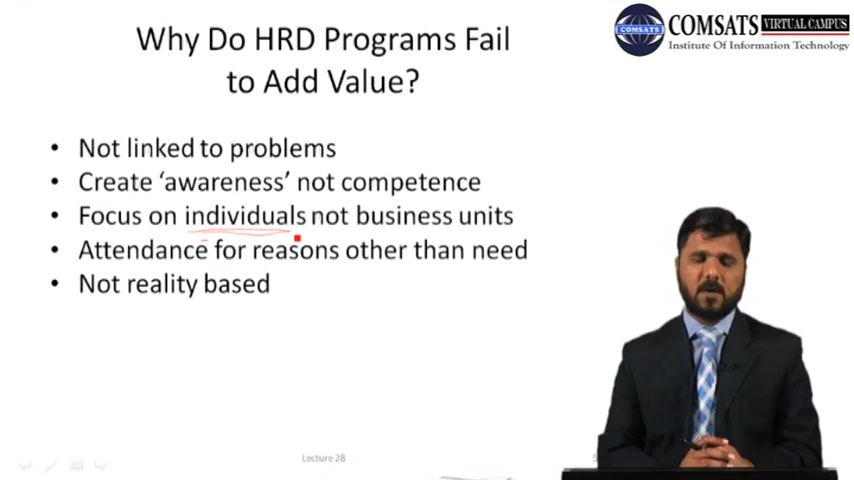 Why Do HRD Programs Fail
to Add Value?
COMSATS
COMSATS VIRTUAL CAMPUS
Institute Of Information Technology
• Not linked to problems
• Create ‘awareness’ not competence
• Focus on individuals not business units
• Attendance for reasons other than need
• Not reality based
Lecture 28
5